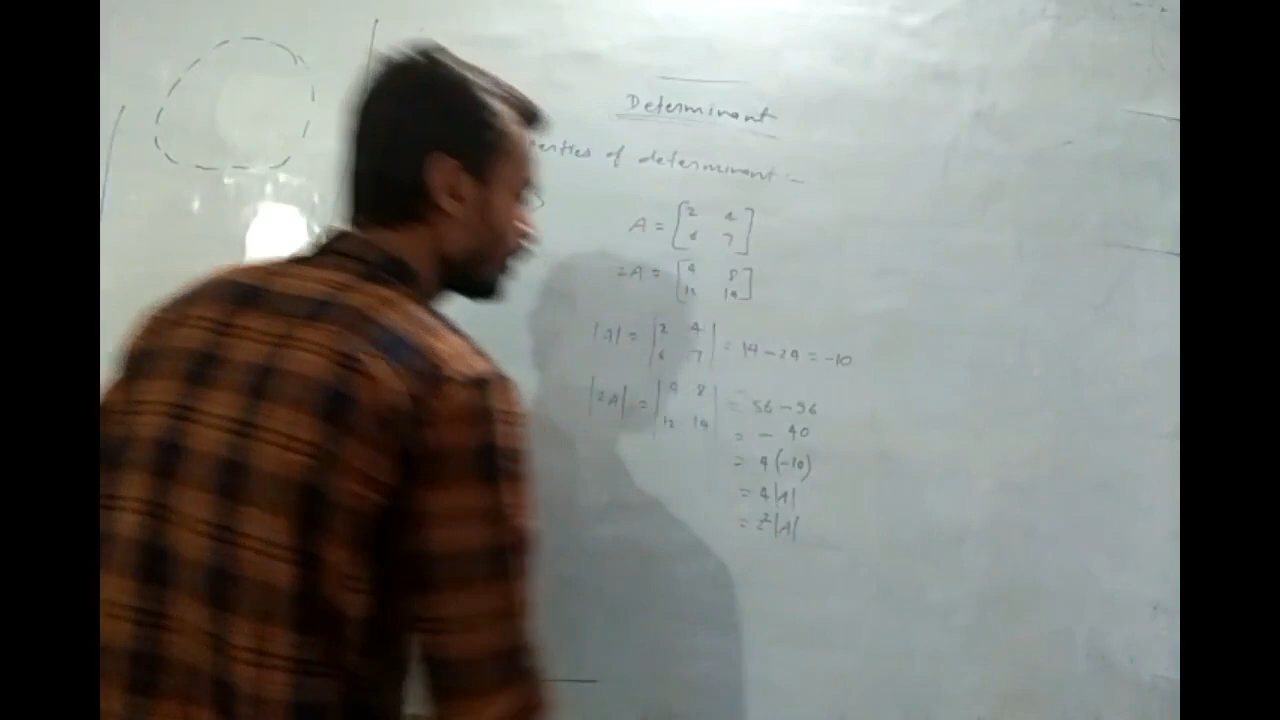 Determinant
perties of determinant :-
A = [2 4
6 7]
2A = [4 8
12 14]
|A| = |2 4
6 7| = 14 - 24 = -10
|2A| = |4 8
12 14| = 56 - 96
= - 40
= 4(-10)
= 4|A|
= 2²|A|